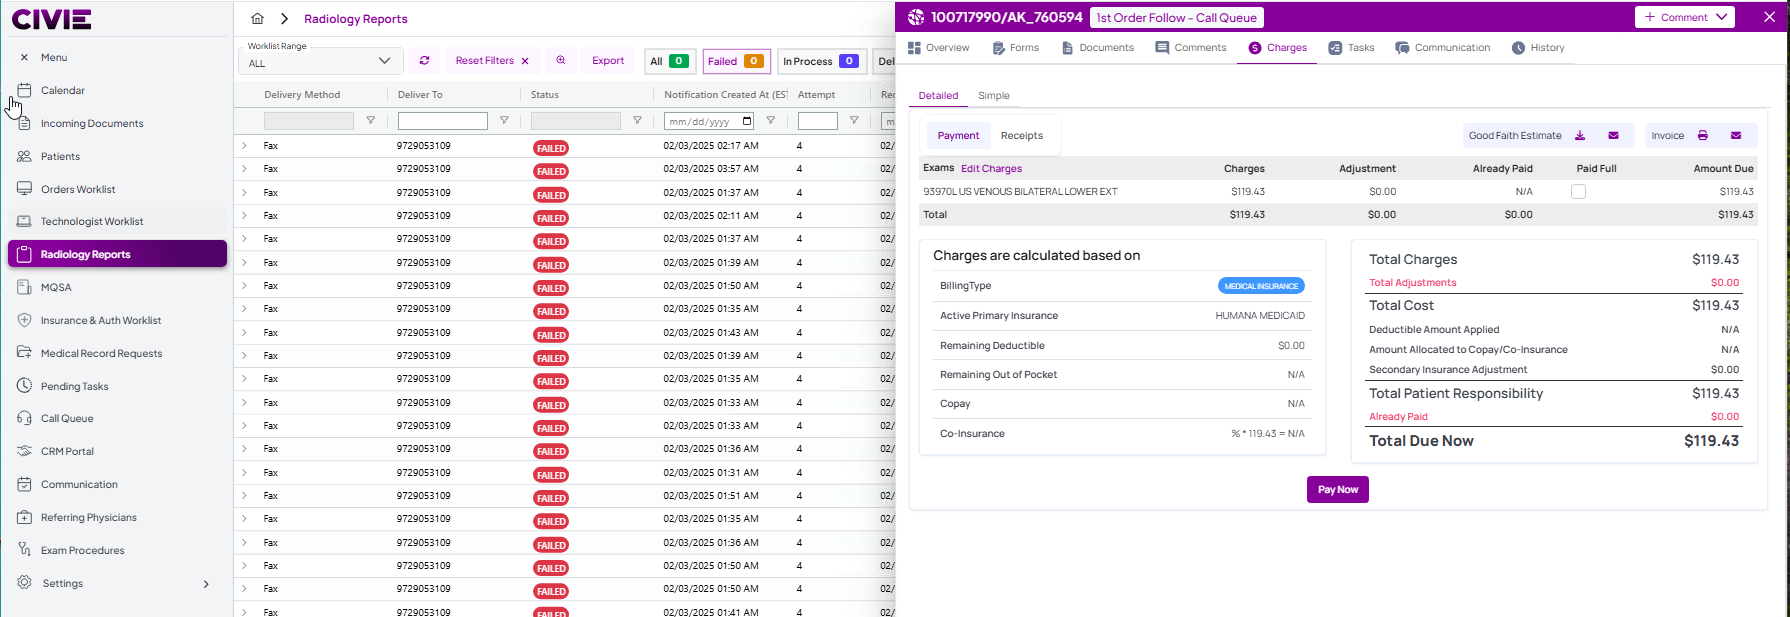 CIVIE
Menu
Calendar
Incoming Documents
Patients
Orders Worklist
Technologist Worklist
Radiology Reports
MQSA
Insurance & Auth Worklist
Medical Record Requests
Pending Tasks
Call Queue
CRM Portal
Communication
Referring Physicians
Exam Procedures
Settings
Radiology Reports
Worklist Range
ALL
Reset Filters ×
Export
All 0
Failed 0
In Process 0
Del
Delivery Method Deliver To Status Notification Created At (EST Attempt Rec
mm/dd/yyyy m
Fax 9729053109 FAILED 02/03/2025 02:17 AM 4 02/
Fax 9729053109 FAILED 02/03/2025 03:57 AM 4 02/
Fax 9729053109 FAILED 02/03/2025 01:37 AM 4 02/
Fax 9729053109 FAILED 02/03/2025 02:11 AM 4 02/
Fax 9729053109 FAILED 02/03/2025 01:37 AM 4 02/
Fax 9729053109 FAILED 02/03/2025 01:39 AM 4 02/
Fax 9729053109 FAILED 02/03/2025 01:50 AM 4 02/
Fax 9729053109 FAILED 02/03/2025 01:35 AM 4 02/
Fax 9729053109 FAILED 02/03/2025 01:43 AM 4 02/
Fax 9729053109 FAILED 02/03/2025 01:39 AM 4 02/
Fax 9729053109 FAILED 02/03/2025 01:35 AM 4 02/
Fax 9729053109 FAILED 02/03/2025 01:33 AM 4 02/
Fax 9729053109 FAILED 02/03/2025 01:33 AM 4 02/
Fax 9729053109 FAILED 02/03/2025 01:36 AM 4 02/
Fax 9729053109 FAILED 02/03/2025 01:31 AM 4 02/
Fax 9729053109 FAILED 02/03/2025 01:51 AM 4 02/
Fax 9729053109 FAILED 02/03/2025 01:35 AM 4 02/
Fax 9729053109 FAILED 02/03/2025 01:36 AM 4 02/
Fax 9729053109 FAILED 02/03/2025 01:50 AM 4 02/
Fax 9729053109 FAILED 02/03/2025 01:50 AM 4 02/
Fax 9729053109 FAILED 02/03/2025 01:41 AM 4 02/
100717990/AK_760594 1st Order Follow - Call Queue + Comment
Overview Forms Documents Comments Charges Tasks Communication History
Detailed Simple
Payment Receipts Good Faith Estimate Invoice
Exams Edit Charges Charges Adjustment Already Paid Paid Full Amount Due
93970L US VENOUS BILATERAL LOWER EXT $119.43 $0.00 N/A $119.43
Total $119.43 $0.00 $0.00 $119.43
Charges are calculated based on
BillingType MEDICAL INSURANCE
Active Primary Insurance HUMANA MEDICAID
Remaining Deductible $0.00
Remaining Out of Pocket N/A
Copay N/A
Co-Insurance % * 119.43 = N/A
Total Charges $119.43
Total Adjustments $0.00
Total Cost $119.43
Deductible Amount Applied N/A
Amount Allocated to Copay/Co-Insurance N/A
Secondary Insurance Adjustment $0.00
Total Patient Responsibility $119.43
Already Paid $0.00
Total Due Now $119.43
Pay Now